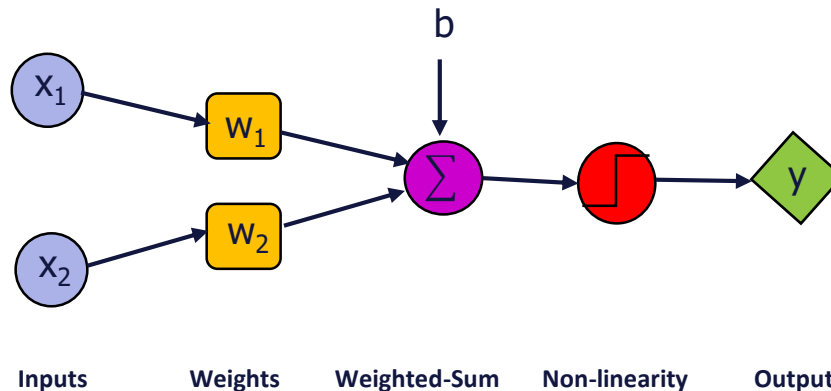 b
x₁
w₁
∑
y
w₂
x₂
Inputs Weights Weighted-Sum Non-linearity Output